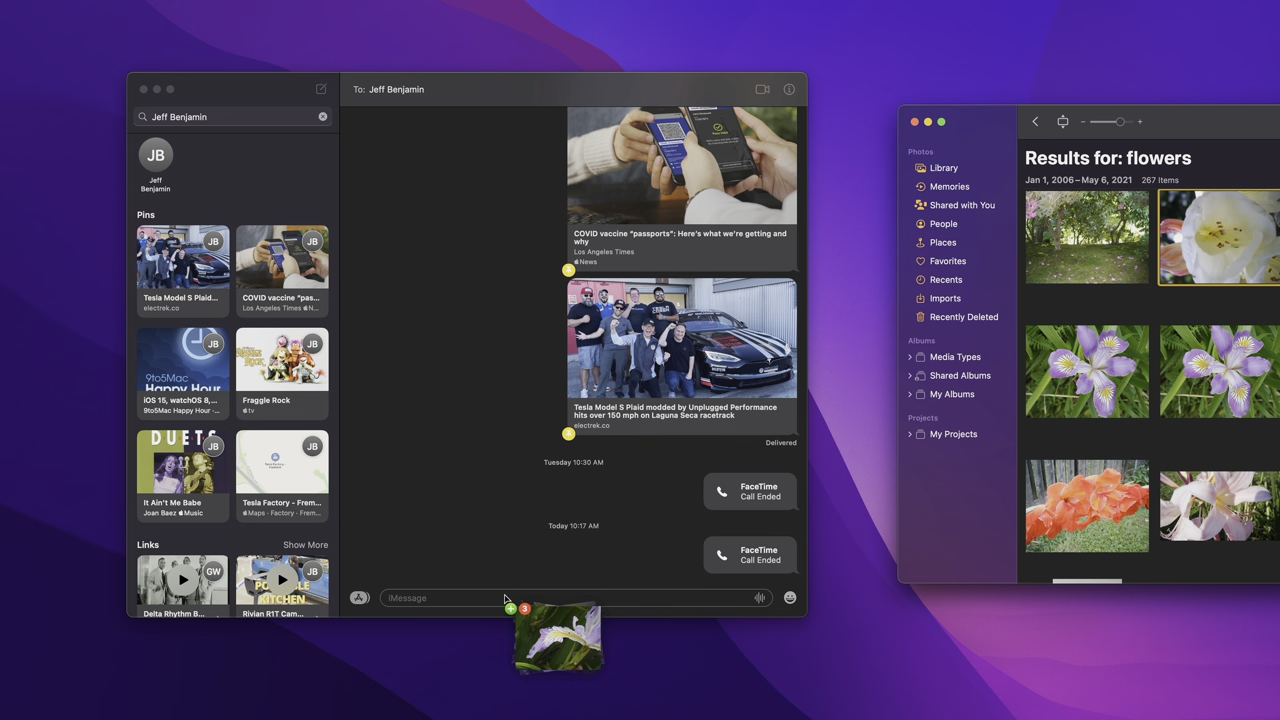 To: Jeff Benjamin
Jeff Benjamin
JB
Jeff
Benjamin
Pins
JB
Tesla Model S Plaid...
electrek.co
JB
COVID vaccine “pas...
Los Angeles Times N...
JB
9to5Mac
Happy Hour
iOS 15, watchOS 8,...
9to5Mac Happy Hour -...
JB
Fraggle Rock
tv
DUETS
JB
It Ain't Me Babe
Joan Baez Music
Tesla Factory -
JB
Tesla Factory - Frem...
Maps · Factory · Frem...
Links
Show More
GW
Delta Rhythm B...
JB
KITCHEN
Rivian R1T Cam...
COVID vaccine “passports”: Here's what we're getting and
why
Los Angeles Times
News
Tesla Model S Plaid modded by Unplugged Performance
hits over 150 mph on Laguna Seca racetrack
electrek.co
Delivered
Tuesday 10:30 AM
FaceTime
Call Ended
Today 10:17 AM
FaceTime
Call Ended
iMessage
3
Photos
Library
Memories
Shared with You
People
Places
Favorites
Recents
Imports
Recently Deleted
Albums
Media Types
Shared Albums
My Albums
Projects
My Projects
Results for: flowers
Jan 1, 2006 – May 6, 2021 267 Items